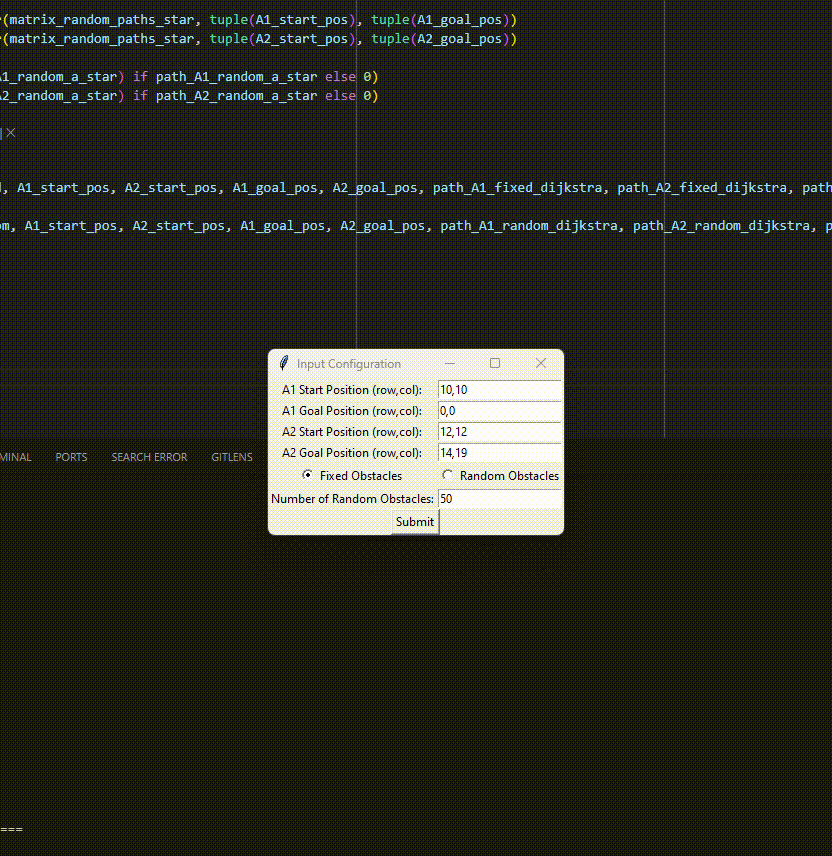 (matrix_random_paths_star, tuple(A1_start_pos), tuple(A1_goal_pos))
(matrix_random_paths_star, tuple(A2_start_pos), tuple(A2_goal_pos))
A1_random_a_star) if path_A1_random_a_star else 0)
A2_random_a_star) if path_A2_random_a_star else 0)
, A1_start_pos, A2_start_pos, A1_goal_pos, A2_goal_pos, path_A1_fixed_dijkstra, path_A2_fixed_dijkstra, path
om, A1_start_pos, A2_start_pos, A1_goal_pos, A2_goal_pos, path_A1_random_dijkstra, path_A2_random_dijkstra, p
Input Configuration
A1 Start Position (row,col): 10,10
A1 Goal Position (row,col): 0,0
A2 Start Position (row,col): 12,12
A2 Goal Position (row,col): 14,19
Fixed Obstacles Random Obstacles
Number of Random Obstacles: 50
Submit
MINAL PORTS SEARCH ERROR GITLENS
===